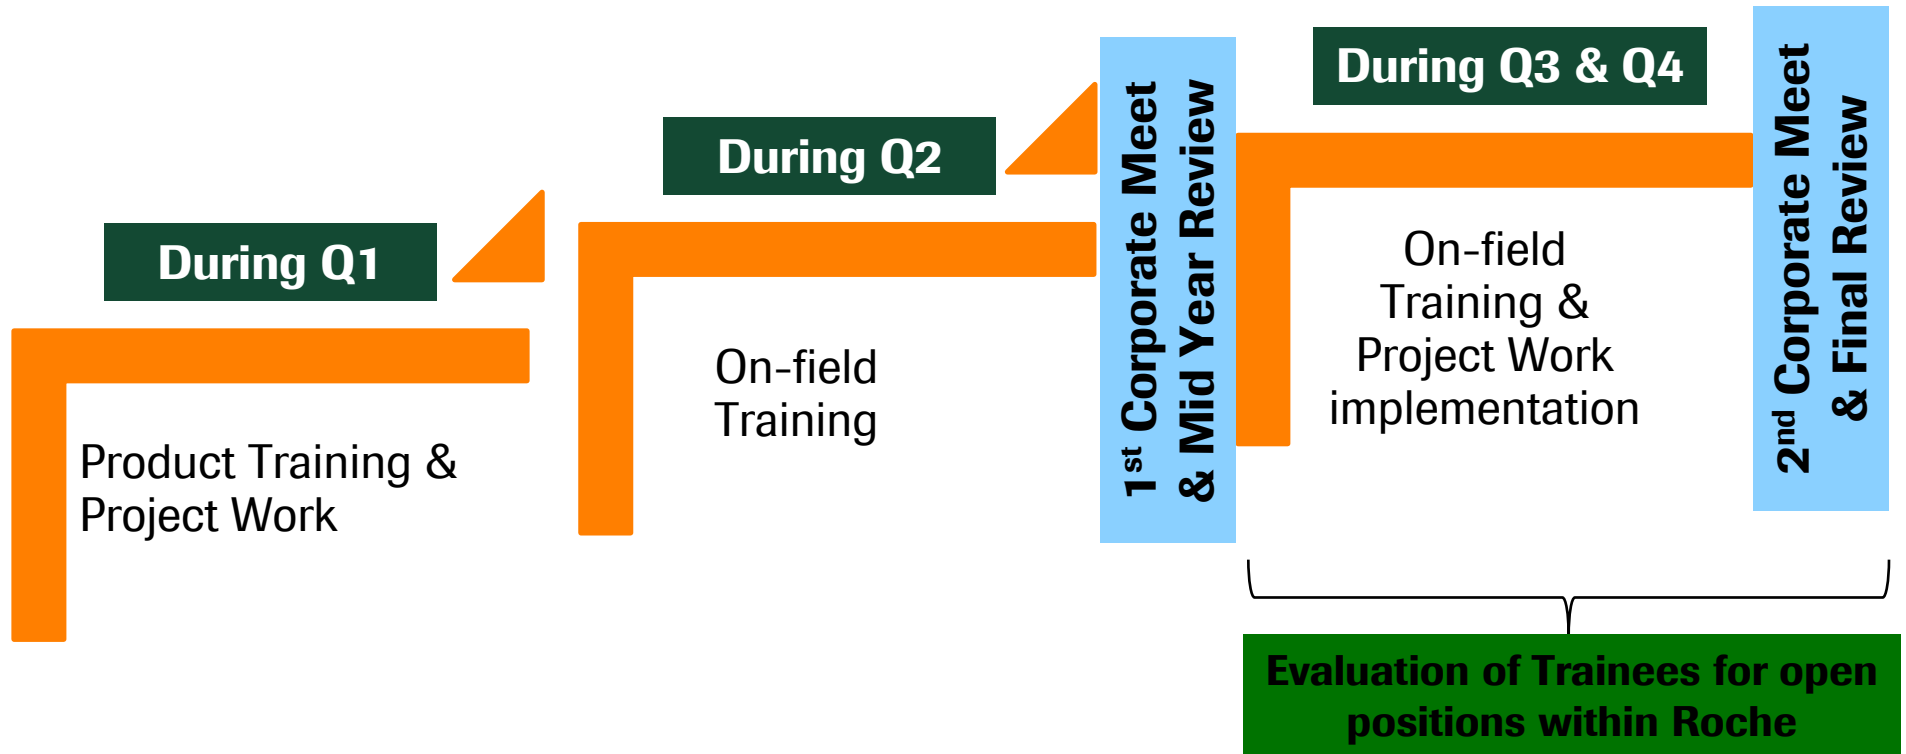 During Q1
Product Training &
Project Work
During Q2
On-field
Training
1st Corporate Meet
& Mid Year Review
During Q3 & Q4
On-field
Training &
Project Work
implementation
2nd Corporate Meet
& Final Review
Evaluation of Trainees for open
positions within Roche